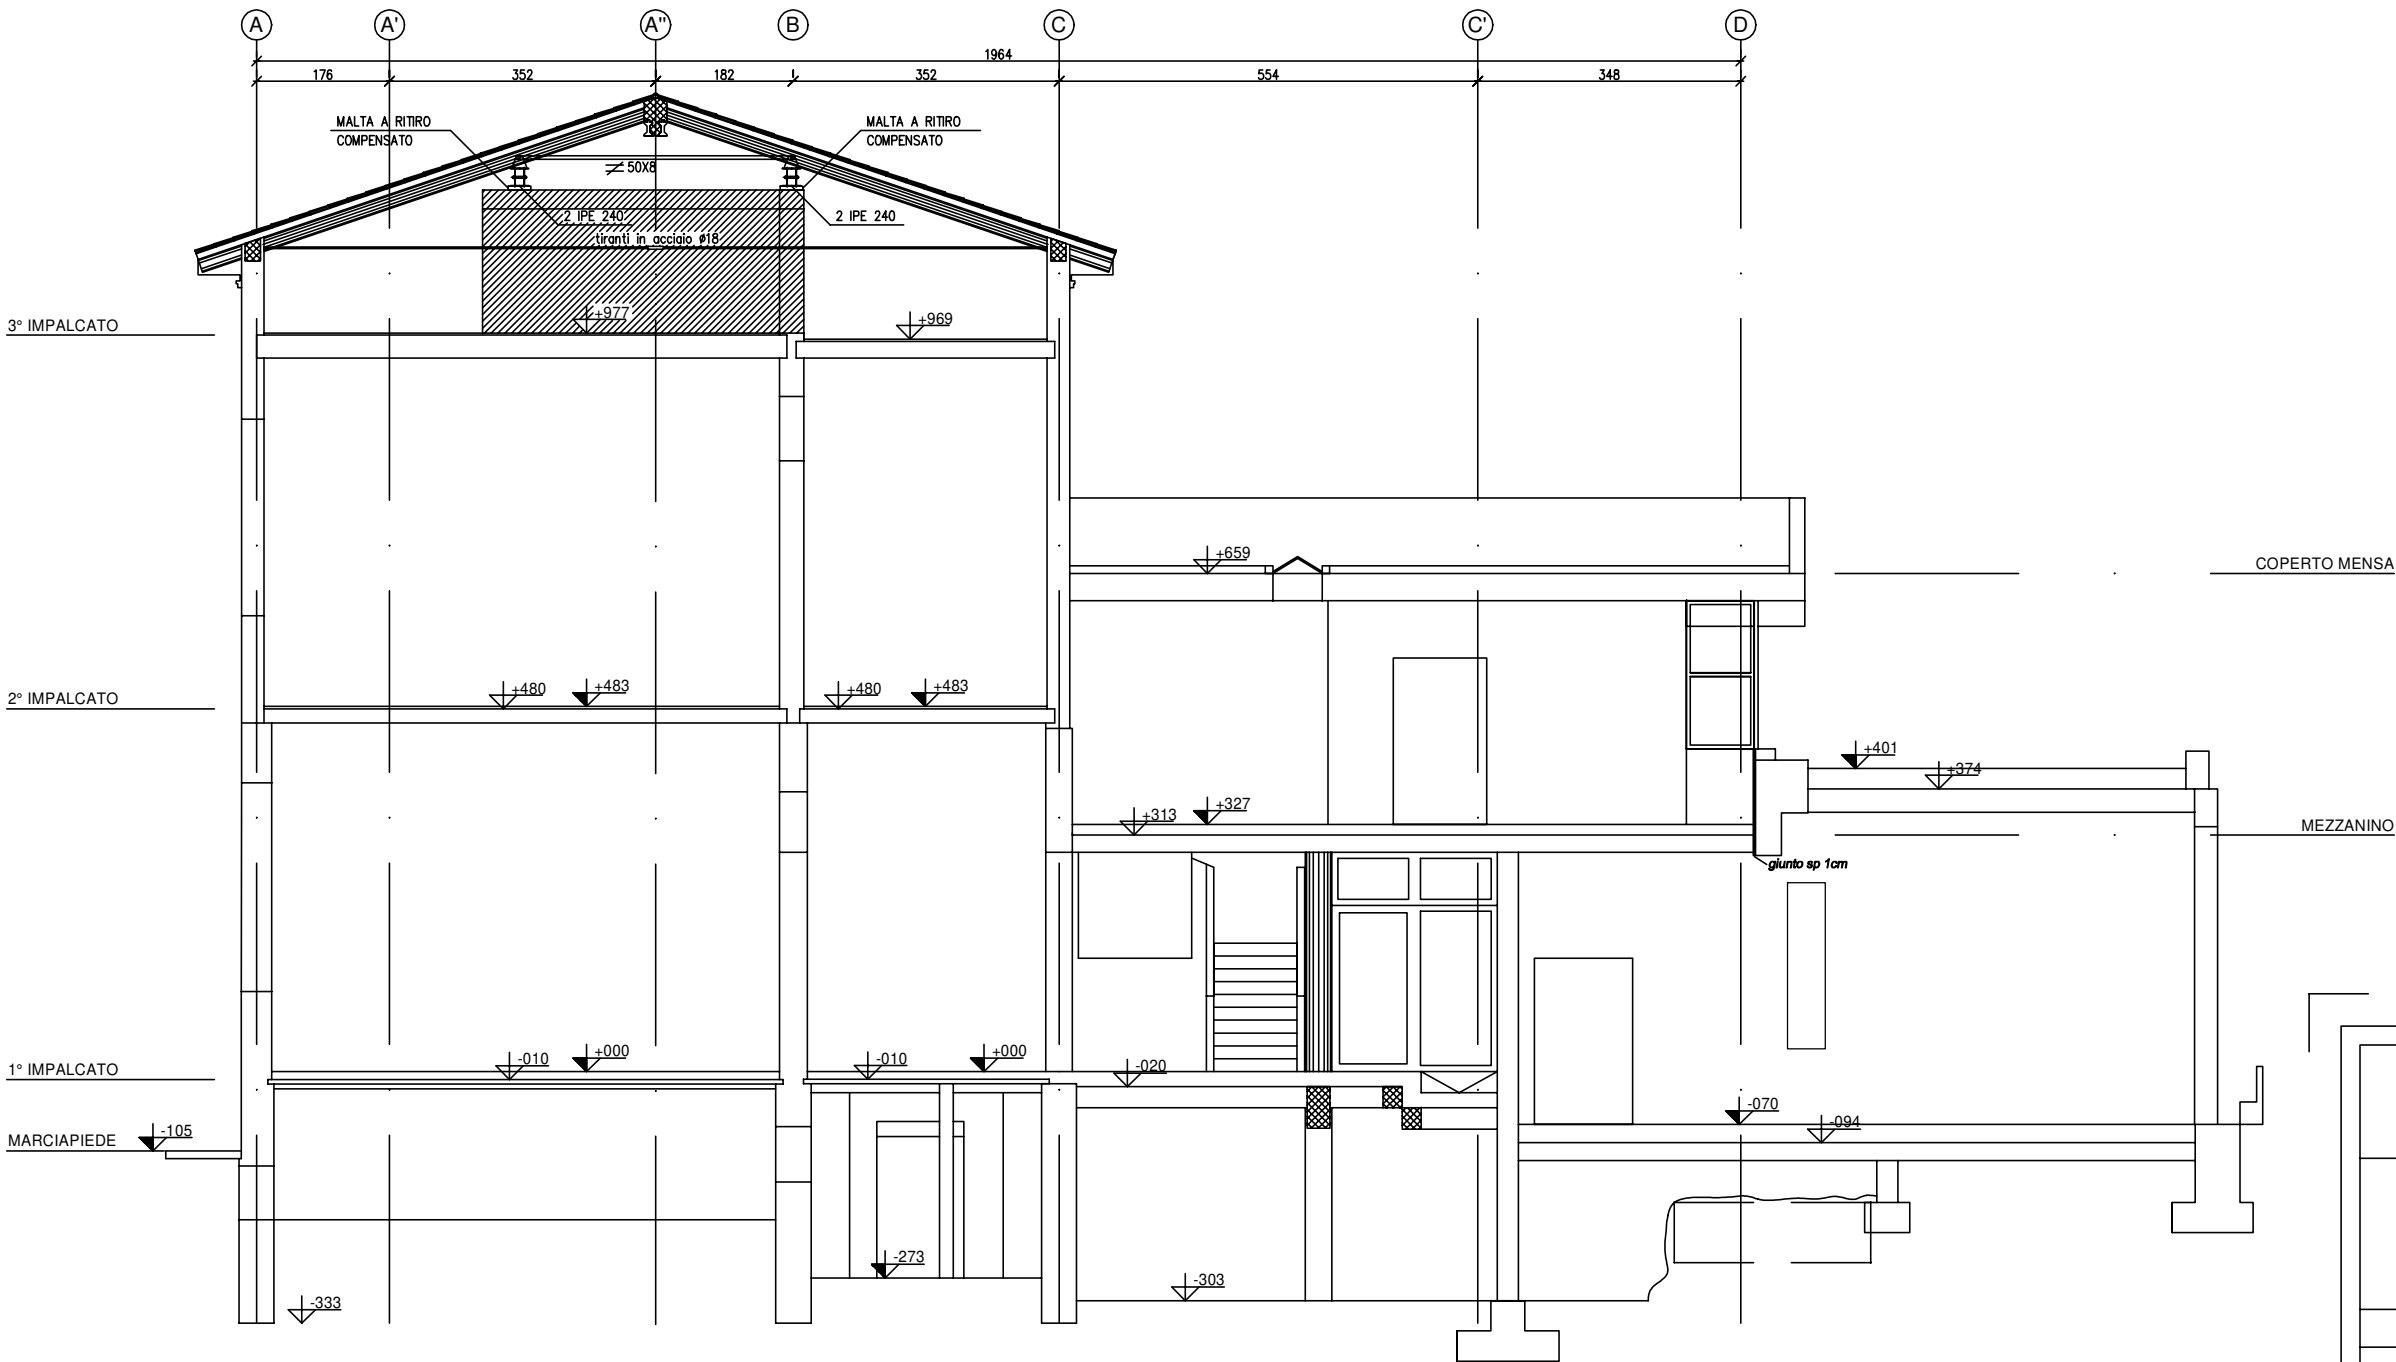 A A' A" B C C' D
1964
176 352 182 352 554 348
MALTA A RITIRO
COMPENSATO
MALTA A RITIRO
COMPENSATO
50X8
2 IPE 240
2 IPE 240
tiranti in acciaio ø18
+977
+969
3° IMPALCATO
+659
COPERTO MENSA
+480 +483 +480 +483
2° IMPALCATO
+401
+374
+313 +327
MEZZANINO
giunto sp 1cm
-010 +000 -010 +000
-020
1° IMPALCATO
-070
-094
MARCIAPIEDE -105
-273
-303
-333